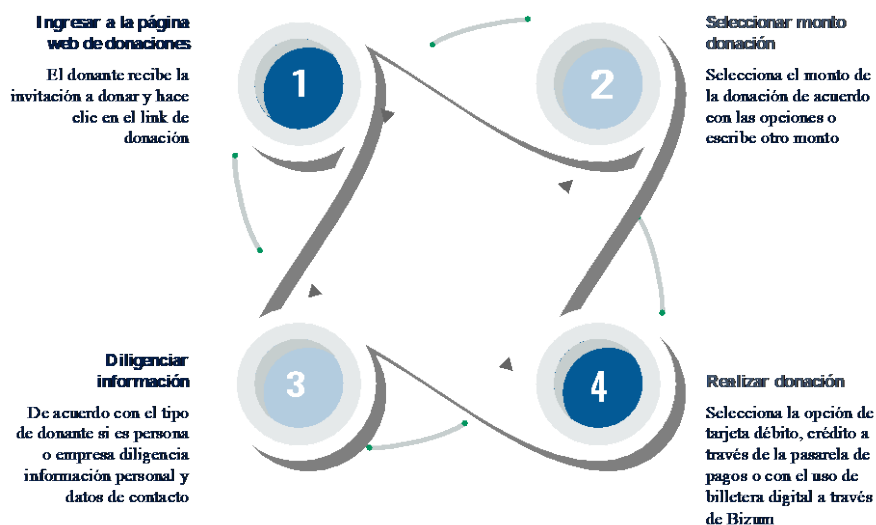 Ingresar a la página
web de donaciones
El donante recibe la
invitación a donar y hace
clic en el link de
donación
1
2
Seleccionar monto
donación
Selecciona el monto de
la donación de acuerdo
con las opciones o
escribe otro monto
Diligenciar
información
De acuerdo con el tipo
de donante si es persona
o empresa diligencia
información personal y
datos de contacto
3
4
Realizar donación
Selecciona la opción de
tarjeta débito, crédito a
través de la pasarela de
pagos o con el uso de
billetera digital a través
de Bizum